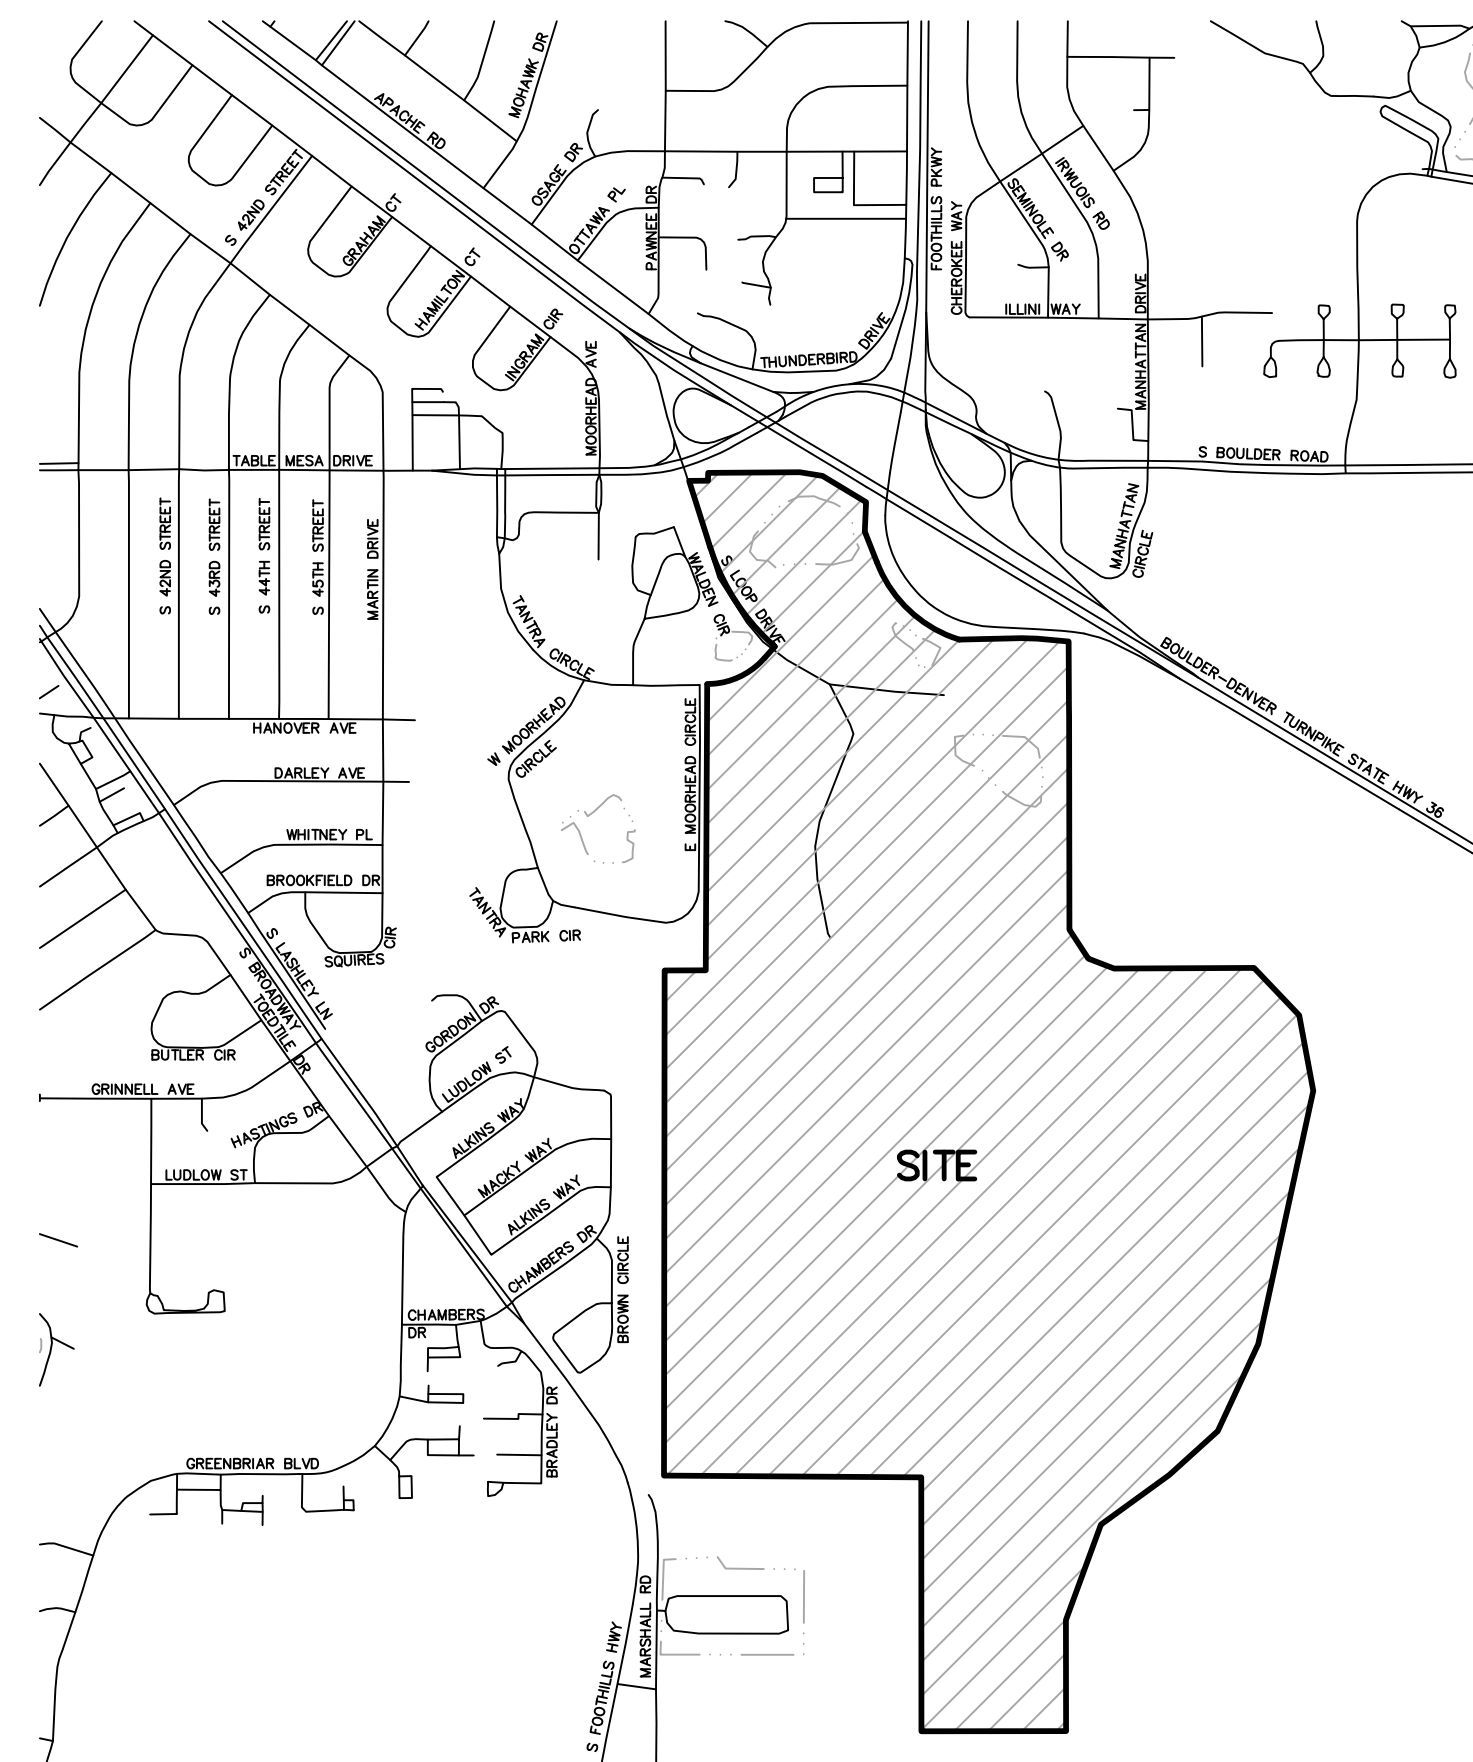 MOHAWK DR
APACHE RD
OSAGE DR
OTTAWA PL
PAWNEE DR
S 42ND STREET
GRAHAM CT
HAMILTON CT
INGRAM CIR
MOORHEAD AVE
FOOTHILLS PKWY
CHEROKEE WAY
SEMINOLE DR
IRWUOIS RD
ILLINI WAY
MANHATTAN DRIVE
THUNDERBIRD DRIVE
TABLE MESA DRIVE
S BOULDER ROAD
S 42ND STREET
S 43RD STREET
S 44TH STREET
S 45TH STREET
MARTIN DRIVE
MANHATTAN
CIRCLE
WALDEN CIR
S LOOP DRIVE
TANTRA CIRCLE
BOULDER-DENVER TURNPIKE STATE HWY 36
HANOVER AVE
W MOORHEAD
CIRCLE
E MOORHEAD CIRCLE
DARLEY AVE
WHITNEY PL
BROOKFIELD DR
SQUIRES
CIR
TANTRA
PARK CIR
S LASHLEY LN
S BROADWAY
TOEDTLE DR
BUTLER CIR
GORDON DR
LUDLOW ST
GRINNELL AVE
HASTINGS DR
LUDLOW ST
ALKINS WAY
MACKY WAY
ALKINS WAY
SITE
CHAMBERS DR
BROWN CIRCLE
CHAMBERS
DR
BRADLEY DR
GREENBRIAR BLVD
MARSHALL RD
S FOOTHILLS HWY